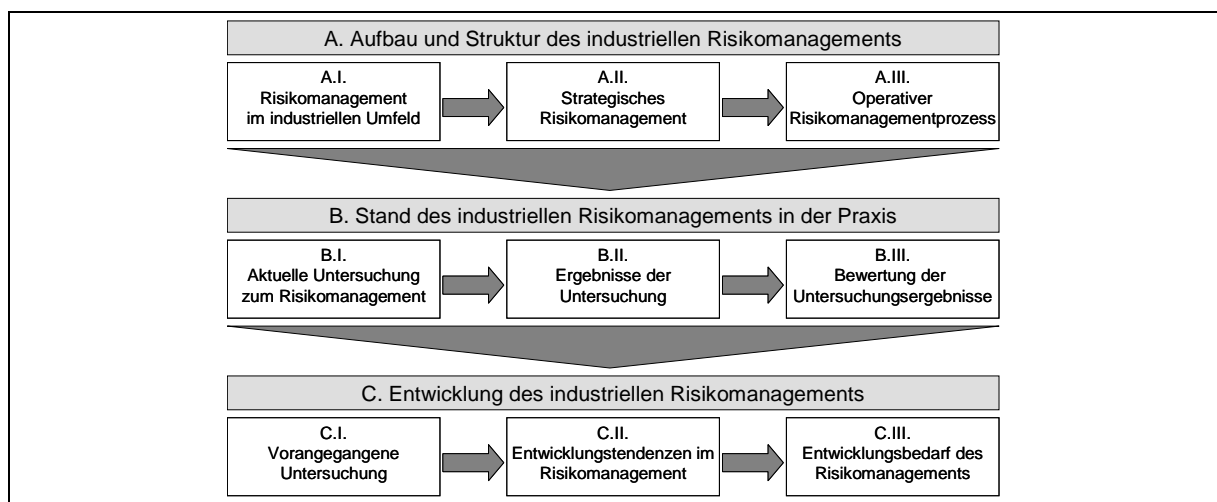 A. Aufbau und Struktur des industriellen Risikomanagements
A.I.
Risikomanagement
im industriellen Umfeld
A.II.
Strategisches
Risikomanagement
A.III.
Operativer
Risikomanagementprozess
B. Stand des industriellen Risikomanagements in der Praxis
B.I.
Aktuelle Untersuchung
zum Risikomanagement
B.II.
Ergebnisse der
Untersuchung
B.III.
Bewertung der
Untersuchungsergebnisse
C. Entwicklung des industriellen Risikomanagements
C.I.
Vorangegangene
Untersuchung
C.II.
Entwicklungstendenzen im
Risikomanagement
C.III.
Entwicklungsbedarf des
Risikomanagements